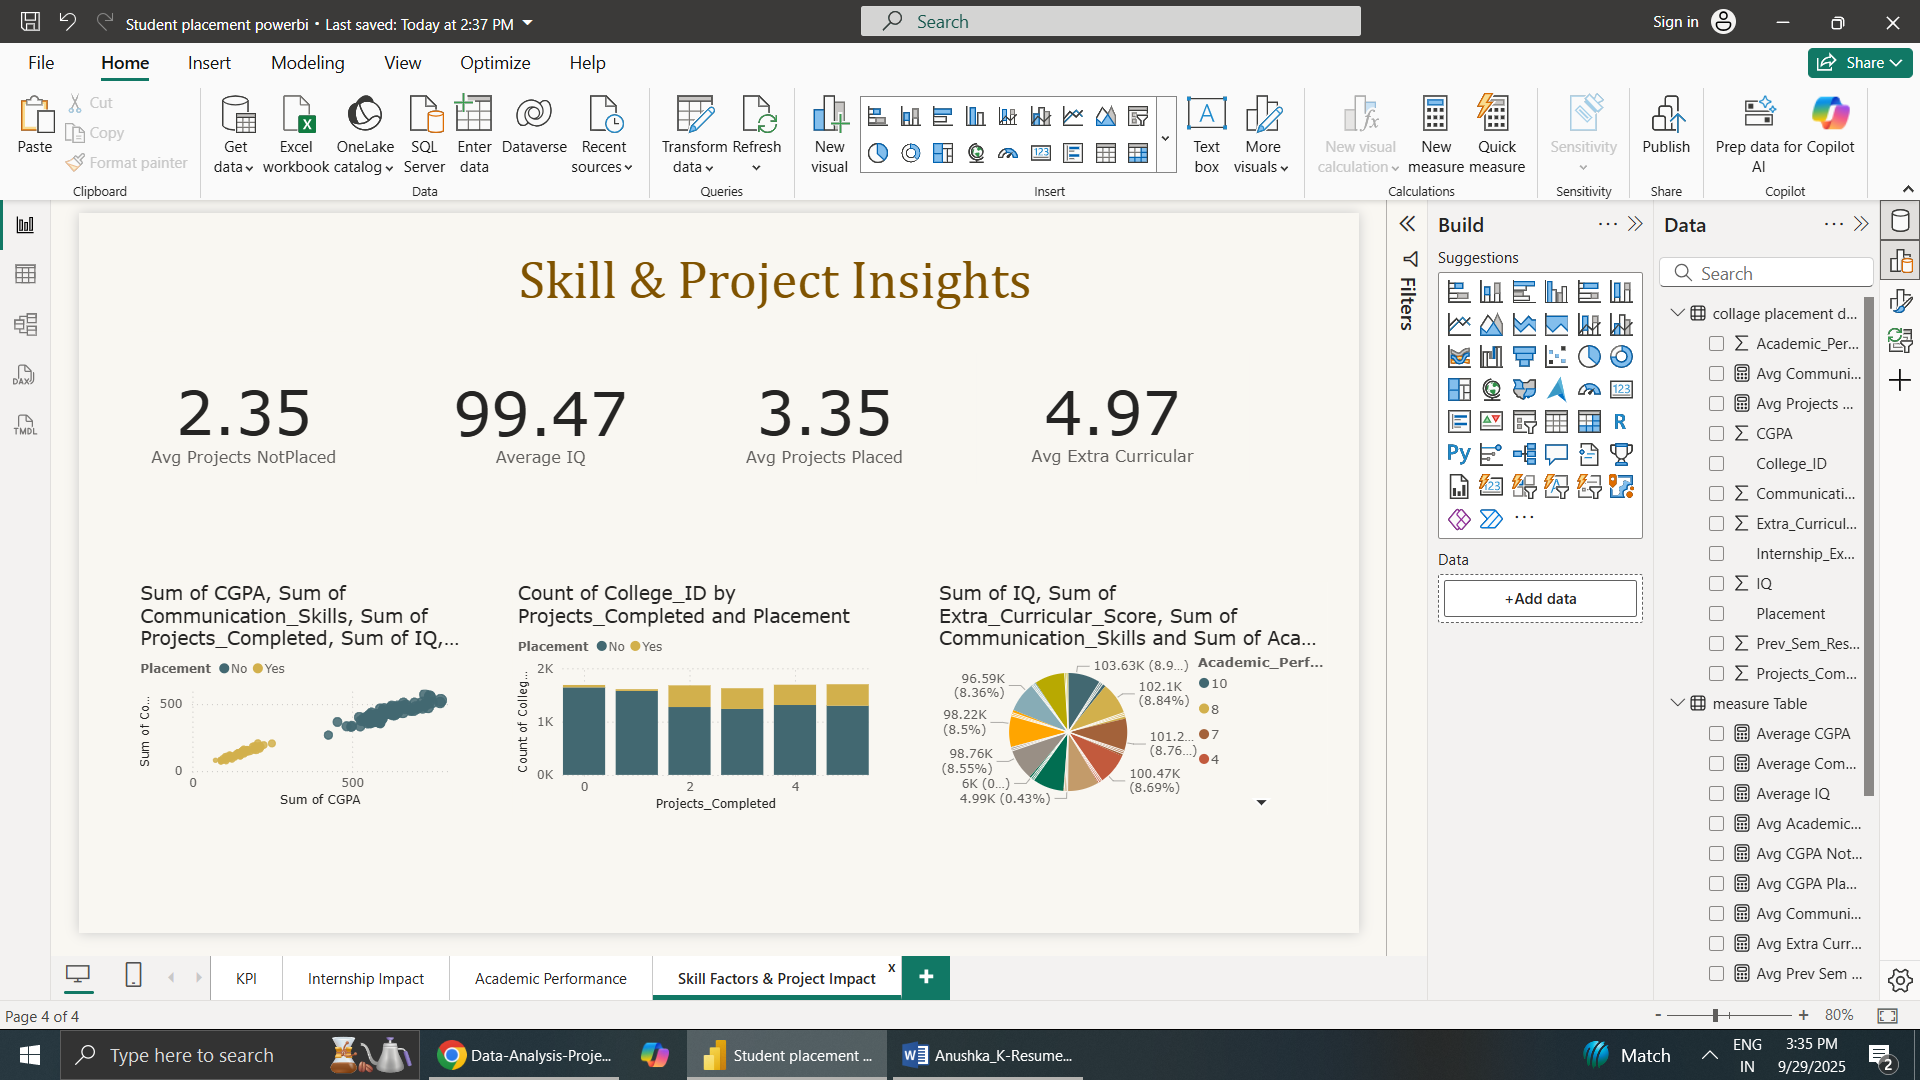 Student placement powerbi • Last saved: Today at 2:37 PM
Search
Sign in
File
Home
Insert
Modeling
View
Optimize
Help
Share
Paste
Cut
Copy
Format painter
Clipboard
Get data
Excel workbook
OneLake catalog
SQL Server
Enter data
Dataverse
Recent sources
Data
Transform data
Refresh
Queries
New visual
Text box
More visuals
Insert
New visual calculation
New measure
Quick measure
Calculations
Sensitivity
Sensitivity
Publish
Share
Prep data for AI
Copilot
Copilot
Skill & Project Insights
2.35
Avg Projects NotPlaced
99.47
Average IQ
3.35
Avg Projects Placed
4.97
Avg Extra Curricular
Sum of CGPA, Sum of
Communication_Skills, Sum of
Projects_Completed, Sum of IQ,...
Placement No Yes
Sum of Co...
500
0
0
500
Sum of CGPA
Count of College_ID by
Projects_Completed and Placement
Placement No Yes
Count of Colleg...
2K
1K
0K
0
2
4
Projects_Completed
Sum of IQ, Sum of
Extra_Curricular_Score, Sum of
Communication_Skills and Sum of Aca...
103.63K (8.9...)
102.1K
(8.84%)
101.2...
(8.76...)
100.47K
(8.69%)
4.99K (0.43%)
6K (0...)
98.76K
(8.55%)
98.22K
(8.5%)
96.59K
(8.36%)
Academic_Perf...
10
8
7
4
Filters
Build
Suggestions
Data
+Add data
Data
Search
collage placement d...
Academic_Per...
Avg Communi...
Avg Projects ...
CGPA
College_ID
Communicati...
Extra_Curricul...
Internship_Ex...
IQ
Placement
Prev_Sem_Res...
Projects_Com...
measure Table
Average CGPA
Average Com...
Average IQ
Avg Academic...
Avg CGPA Not...
Avg CGPA Pla...
Avg Communi...
Avg Extra Curr...
Avg Prev Sem ...
KPI
Internship Impact
Academic Performance
Skill Factors & Project Impact
x
+
Page 4 of 4
- + 80%
Type here to search
Data-Analysis-Proje...
Student placement ...
Anushka_K-Resume...
Match
ENG
IN
3:35 PM
9/29/2025
2
DAX
TMDL